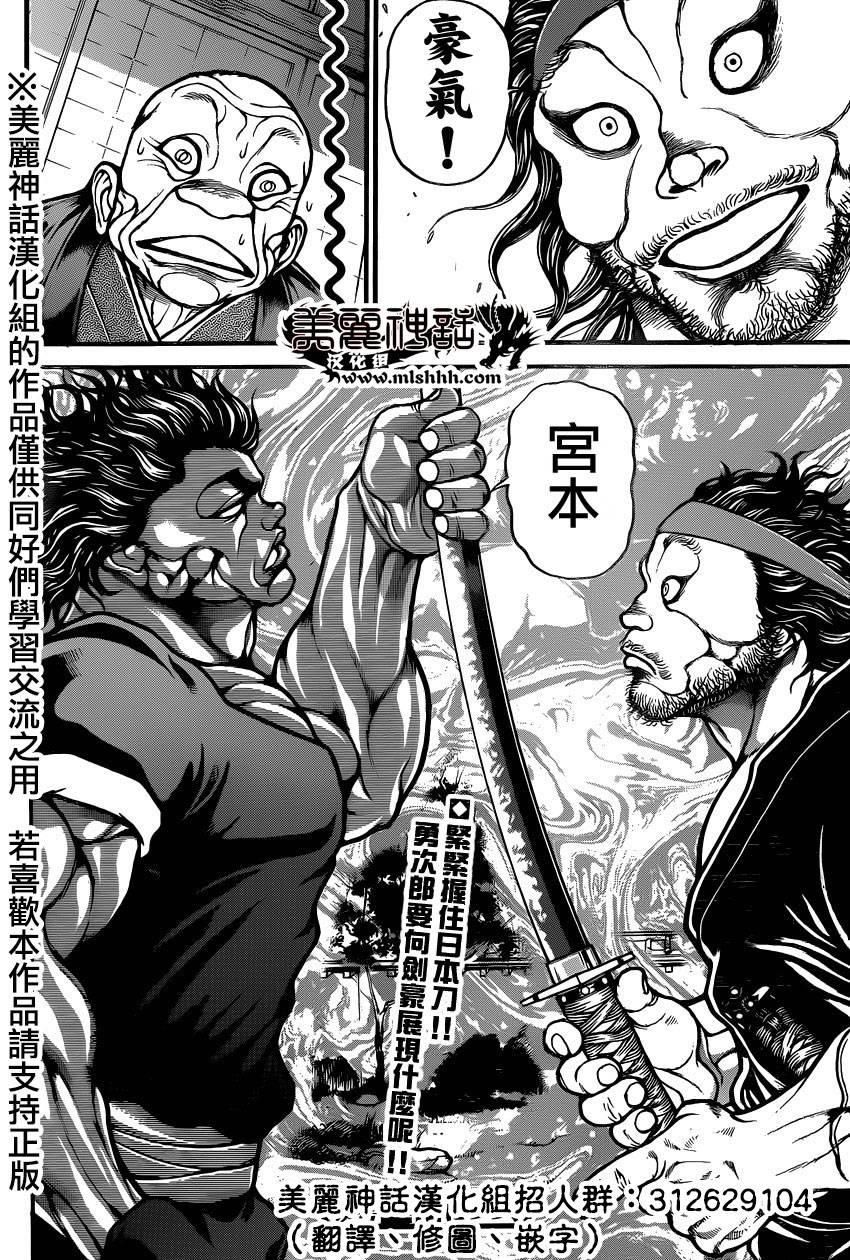 豪氣！
宮本
◆緊緊握住日本刀!!
勇次郎要向劍豪展現什麼呢!!
美麗神話
汉化组
www.mlshhh.com
※美麗神話漢化組的作品僅供同好們學習交流之用 若喜歡本作品請支持正版
美麗神話漢化組招人群：312629104
（翻譯、修圖、嵌字）